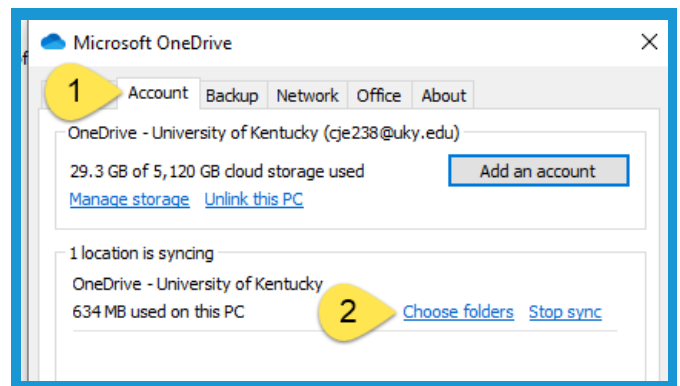 Microsoft OneDrive
1 Account Backup Network Office About
OneDrive - University of Kentucky (cje238@uky.edu)
29.3 GB of 5,120 GB cloud storage used Add an account
Manage storage Unlink this PC
1 location is syncing
OneDrive - University of Kentucky
634 MB used on this PC 2 Choose folders Stop sync